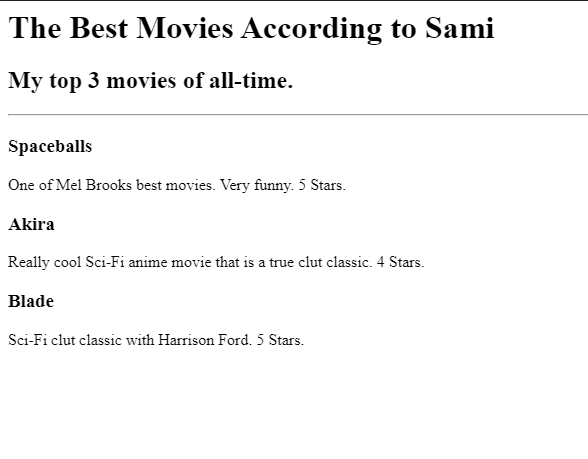 The Best Movies According to Sami
My top 3 movies of all-time.
Spaceballs
One of Mel Brooks best movies. Very funny. 5 Stars.
Akira
Really cool Sci-Fi anime movie that is a true clut classic. 4 Stars.
Blade
Sci-Fi clut classic with Harrison Ford. 5 Stars.